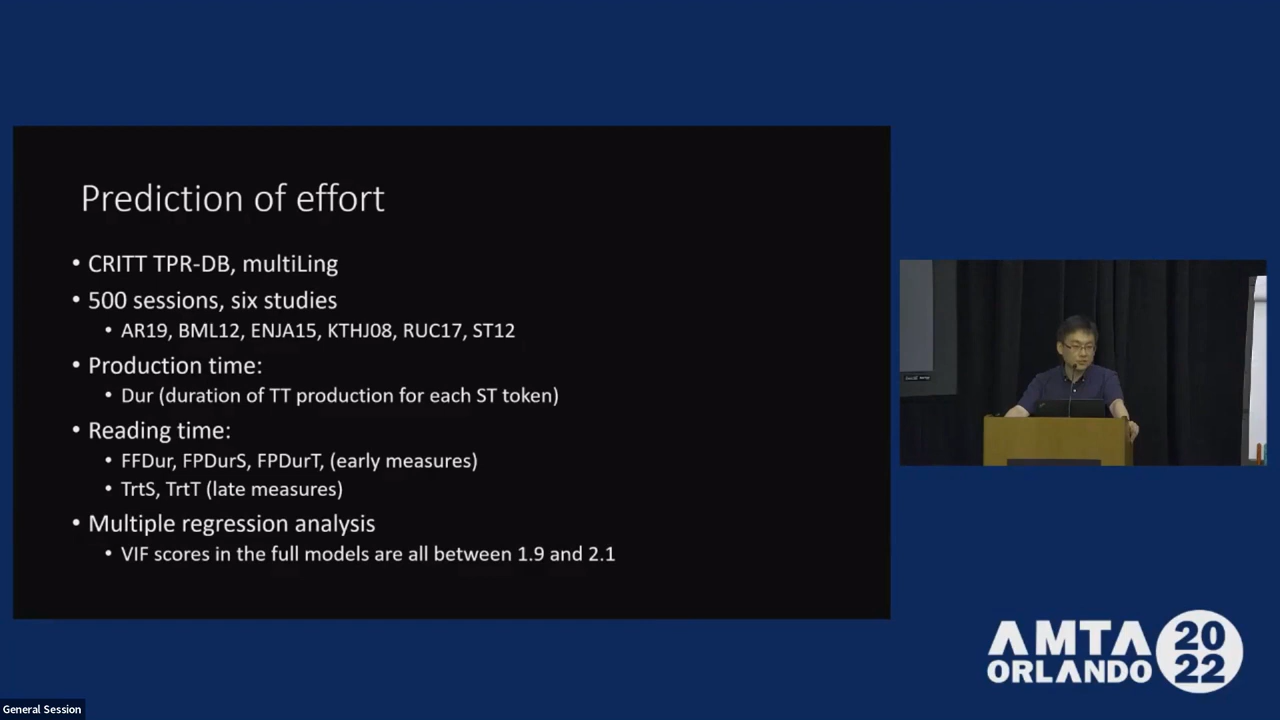 Prediction of effort
• CRITT TPR-DB, multiLing
• 500 sessions, six studies
• AR19, BML12, ENJA15, KTHJ08, RUC17, ST12
• Production time:
• Dur (duration of TT production for each ST token)
• Reading time:
• FFDur, FPDurS, FPDurT, (early measures)
• TrtS, TrtT (late measures)
• Multiple regression analysis
• VIF scores in the full models are all between 1.9 and 2.1
AMTA
ORLANDO
20
22
General Session